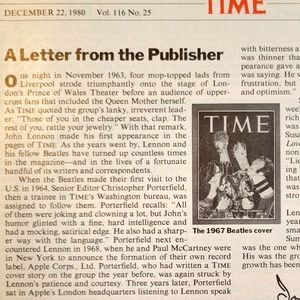 TIME
DECEMBER 22, 1980 Vol. 116 No. 25
A Letter from the Publisher
One night in November 1963, four mop-topped lads from
Liverpool strode triumphantly onto the stage of Lon-
don's Prince of Wales Theater before an audience of upper-
crust fans that included the Queen Mother herself.
As TIME quoted the group's lanky, irreverent lead-
er: "Those of you in the cheaper seats, clap. The
rest of you, rattle your jewelry." With that remark,
John Lennon made his first appearance in the
pages of TIME. As the years went by, Lennon and
his fellow Beatles have turned up countless times
in the magazine—and in the lives of a fortunate
handful of its writers and correspondents.
When the Beatles made their first visit to the
U.S. in 1964, Senior Editor Christopher Porterfield,
then a trainee in TIME's Washington bureau, was
assigned to follow them. Porterfield recalls: "All
of them were joking and clowning a lot, but John's
humor glinted with a fine, hard intelligence and
had a mocking, satirical edge. He also had a sharp-
er way with the language." Porterfield next en-
countered Lennon in 1968, when he and Paul McCartney were
in New York to announce the formation of their own record
label, Apple Corps., Ltd. Porterfield, who had written a TIME
cover story on the group the year before, was again struck by
Lennon's patience and courtesy. Three years later, Porterfield
sat in Apple's London headquarters listening to Lennon speak
TIME
The 1967 Beatles cover
with bitterness a
was thinner than
pearance gave a
was saying. He
frustration, but
and optimism."
was the one w
His was the gro
growth has been